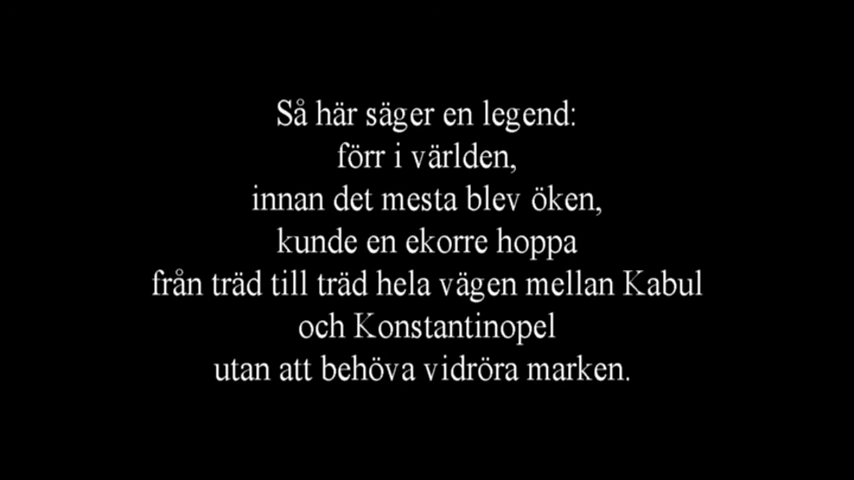 Så här säger en legend:
förr i världen,
innan det mesta blev öken,
kunde en ekorre hoppa
från träd till träd hela vägen mellan Kabul
och Konstantinopel
utan att behöva vidröra marken.